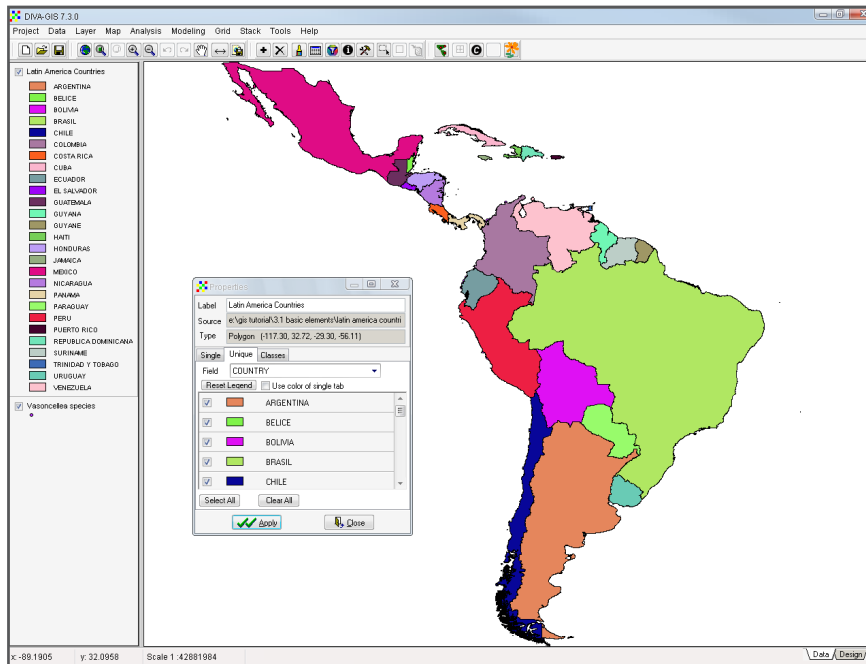 DIVA-GIS 7.3.0
Project Data Layer Map Analysis Modeling Grid Stack Tools Help
Latin America Countries
ARGENTINA
BELICE
BOLIVIA
BRASIL
CHILE
COLOMBIA
COSTA RICA
CUBA
ECUADOR
EL SALVADOR
GUATEMALA
GUYANA
GUYANE
HAITI
HONDURAS
JAMAICA
MEXICO
NICARAGUA
PANAMA
PARAGUAY
PERU
PUERTO RICO
REPUBLICA DOMINICANA
SURINAME
TRINIDAD Y TOBAGO
URUGUAY
VENEZUELA
Vasconcellea species
Properties
Label Latin America Countries
Source e:\gis tutorial\3.1 basic elements\latin america countri
Type Polygon (-117.30, 32.72, -29.30, -56.11)
Single Unique Classes
Field COUNTRY
Reset Legend Use color of single tab
ARGENTINA
BELICE
BOLIVIA
BRASIL
CHILE
Select All Clear All
Apply Close
x: -89.1905 y: 32.0958 Scale 1 :42881984 Data Design